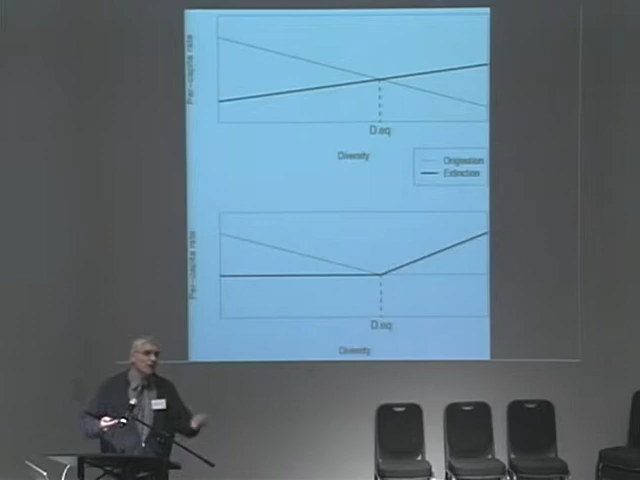 Per-capita rate
D.eq
Diversity
Origination
Extinction
Per-capita rate
D.eq
Diversity